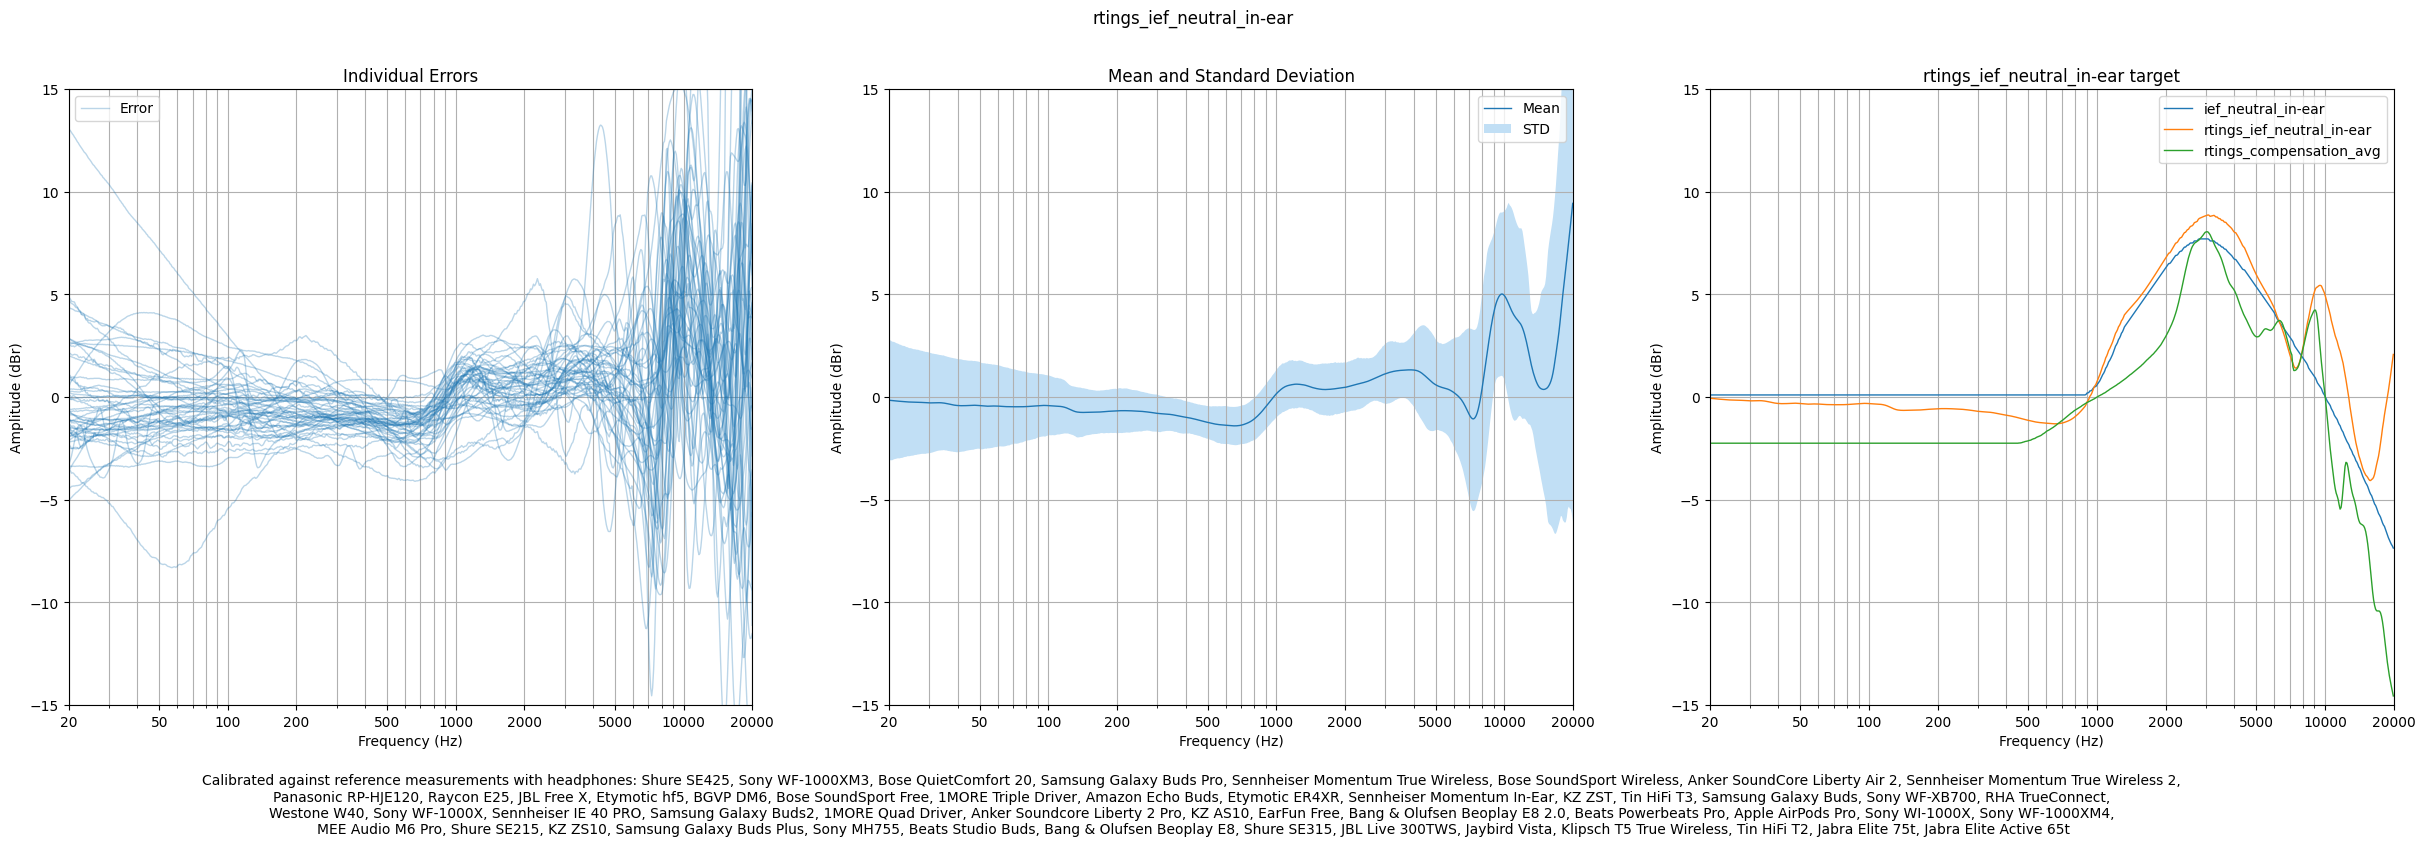 rtings_ief_neutral_in-ear
Individual Errors
Error
15
10
5
0
−5
−10
−15
Amplitude (dBr)
20 50 100 200 500 1000 2000 5000 10000 20000
Frequency (Hz)
Mean and Standard Deviation
Mean
STD
15
10
5
0
−5
−10
−15
Amplitude (dBr)
20 50 100 200 500 1000 2000 5000 10000 20000
Frequency (Hz)
rtings_ief_neutral_in-ear target
ief_neutral_in-ear
rtings_ief_neutral_in-ear
rtings_compensation_avg
15
10
5
0
−5
−10
−15
Amplitude (dBr)
20 50 100 200 500 1000 2000 5000 10000 20000
Frequency (Hz)
Calibrated against reference measurements with headphones: Shure SE425, Sony WF-1000XM3, Bose QuietComfort 20, Samsung Galaxy Buds Pro, Sennheiser Momentum True Wireless, Bose SoundSport Wireless, Anker SoundCore Liberty Air 2, Sennheiser Momentum True Wireless 2,
Panasonic RP-HJE120, Raycon E25, JBL Free X, Etymotic hf5, BGVP DM6, Bose SoundSport Free, 1MORE Triple Driver, Amazon Echo Buds, Etymotic ER4XR, Sennheiser Momentum In-Ear, KZ ZST, Tin HiFi T3, Samsung Galaxy Buds, Sony WF-XB700, RHA TrueConnect,
Westone W40, Sony WF-1000X, Sennheiser IE 40 PRO, Samsung Galaxy Buds2, 1MORE Quad Driver, Anker Soundcore Liberty 2 Pro, KZ AS10, EarFun Free, Bang & Olufsen Beoplay E8 2.0, Beats Powerbeats Pro, Apple AirPods Pro, Sony WI-1000X, Sony WF-1000XM4,
MEE Audio M6 Pro, Shure SE215, KZ ZS10, Samsung Galaxy Buds Plus, Sony MH755, Beats Studio Buds, Bang & Olufsen Beoplay E8, Shure SE315, JBL Live 300TWS, Jaybird Vista, Klipsch T5 True Wireless, Tin HiFi T2, Jabra Elite 75t, Jabra Elite Active 65t